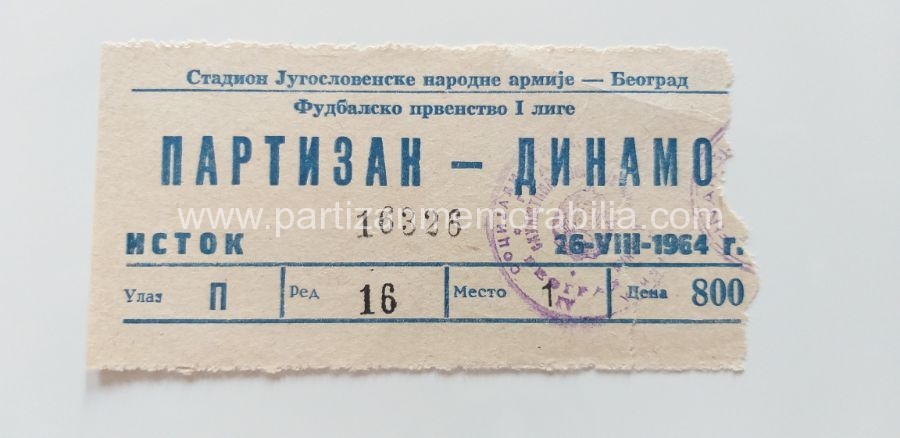 Стадион Југословенске народне армије — Београд
Фудбалско првенство I лиге
ПАРТИЗАН — ДИНАМО
www.partizanmemorabilia.com
16326
ИСТОК 26-VIII-1964 г.
Улаз П Ред 16 Место 1 Цена 800